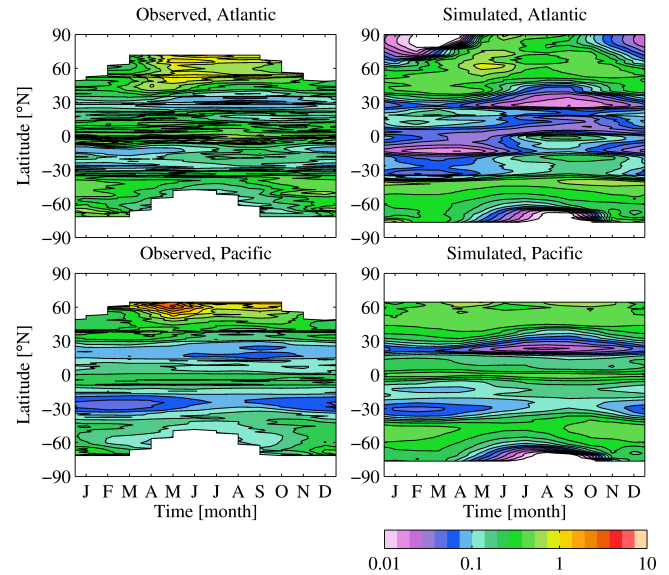 Observed, Atlantic
Simulated, Atlantic
Latitude [°N]
90
60
30
0
−30
−60
−90
Observed, Pacific
Simulated, Pacific
Latitude [°N]
90
60
30
0
−30
−60
−90
J F M A M J J A S O N D
J F M A M J J A S O N D
Time [month]
Time [month]
0.01 0.1 1 10